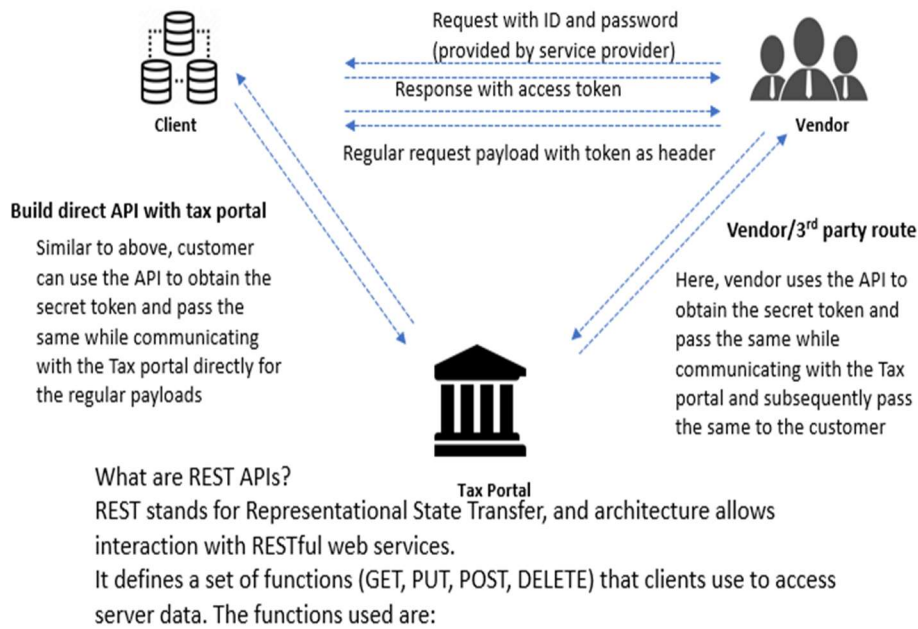 Request with ID and password
(provided by service provider)
Response with access token
Client
Vendor
Regular request payload with token as header
Build direct API with tax portal
Similar to above, customer
can use the API to obtain the
secret token and pass the
same while communicating
with the Tax portal directly for
the regular payloads
Vendor/3rd party route
Here, vendor uses the API to
obtain the secret token and
pass the same while
communicating with the Tax
portal and subsequently pass
the same to the customer
Tax Portal
What are REST APIs?
REST stands for Representational State Transfer, and architecture allows
interaction with RESTful web services.
It defines a set of functions (GET, PUT, POST, DELETE) that clients use to access
server data. The functions used are: